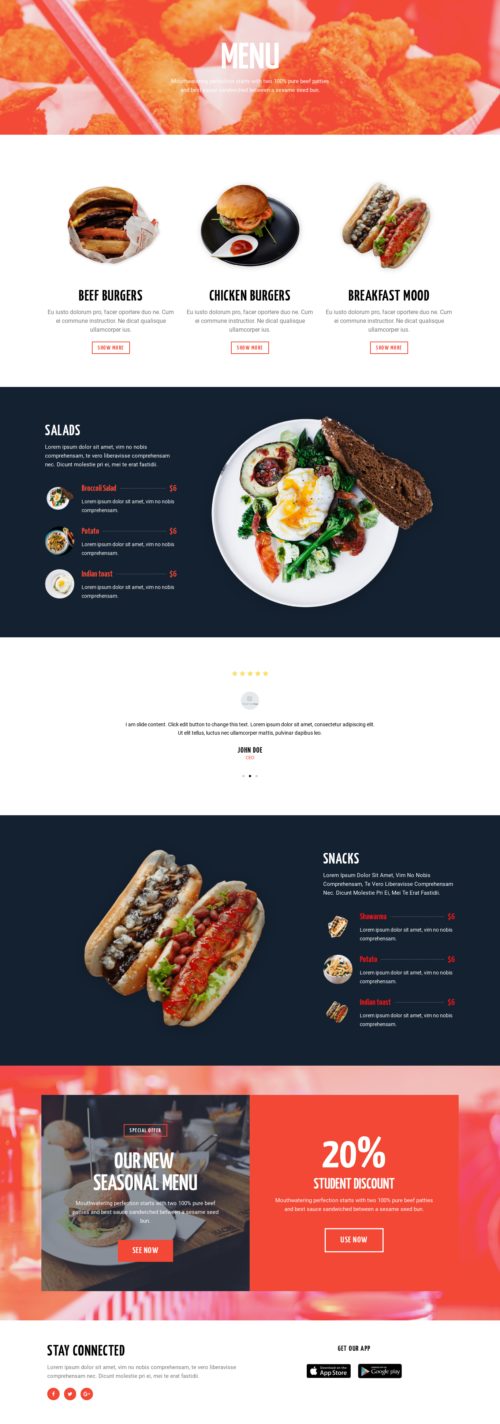 MENU
Mouthwatering perfection starts with two 100% pure beef patties
and best sauce sandwiched between a sesame seed bun.
BEEF BURGERS
Eu iusto dolorum pro, facer oportere duo ne. Cum
ei commune instructior. Ne dicat qualisque
ullamcorper ius.
SHOW MORE
CHICKEN BURGERS
Eu iusto dolorum pro, facer oportere duo ne. Cum
ei commune instructior. Ne dicat qualisque
ullamcorper ius.
SHOW MORE
BREAKFAST MOOD
Eu iusto dolorum pro, facer oportere duo ne. Cum
ei commune instructior. Ne dicat qualisque
ullamcorper ius.
SHOW MORE
SALADS
Lorem ipsum dolor sit amet, vim no nobis
comprehensam, te vero liberavisse comprehensam
nec. Dicunt molestie pri ei, mei te erat fastidii.
Broccoli Salad $6
Lorem ipsum dolor sit amet, vim no nobis
comprehensam.
Potato $6
Lorem ipsum dolor sit amet, vim no nobis
comprehensam.
Indian toast $6
Lorem ipsum dolor sit amet, vim no nobis
comprehensam.
I am slide content. Click edit button to change this text. Lorem ipsum dolor sit amet, consectetur adipiscing elit.
Ut elit tellus, luctus nec ullamcorper mattis, pulvinar dapibus leo.
JOHN DOE
CEO
SNACKS
Lorem Ipsum Dolor Sit Amet, Vim No Nobis
Comprehensam, Te Vero Liberavisse Comprehensam
Nec. Dicunt Molestie Pri Ei, Mei Te Erat Fastidii.
Shawarma $6
Lorem ipsum dolor sit amet, vim no nobis
comprehensam.
Potato $6
Lorem ipsum dolor sit amet, vim no nobis
comprehensam.
Indian toast $6
Lorem ipsum dolor sit amet, vim no nobis
comprehensam.
SPECIAL OFFER
OUR NEW
SEASONAL MENU
Mouthwatering perfection starts with two 100% pure beef
patties and best sauce sandwiched between a sesame seed
bun.
SEE NOW
20%
STUDENT DISCOUNT
Mouthwatering perfection starts with two 100% pure beef patties
and best sauce sandwiched between a sesame seed bun.
USE NOW
STAY CONNECTED
Lorem ipsum dolor sit amet, vim no nobis comprehensam, te vero liberavisse
nec. Dicunt molestie pri ei, mei te erat fastidii.
GET OUR APP
App Store
Google play